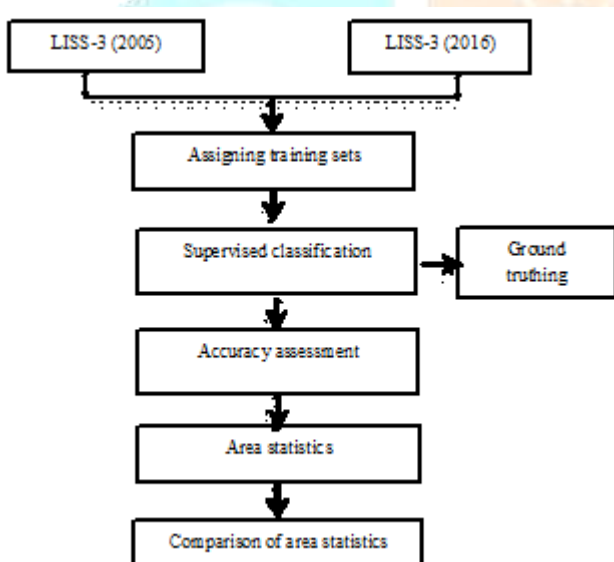 LISS-3 (2005)
LISS-3 (2016)
Assigning training sets
Supervised classification
Ground
truthing
Accuracy assessment
Area statistics
Comparison of area statistics